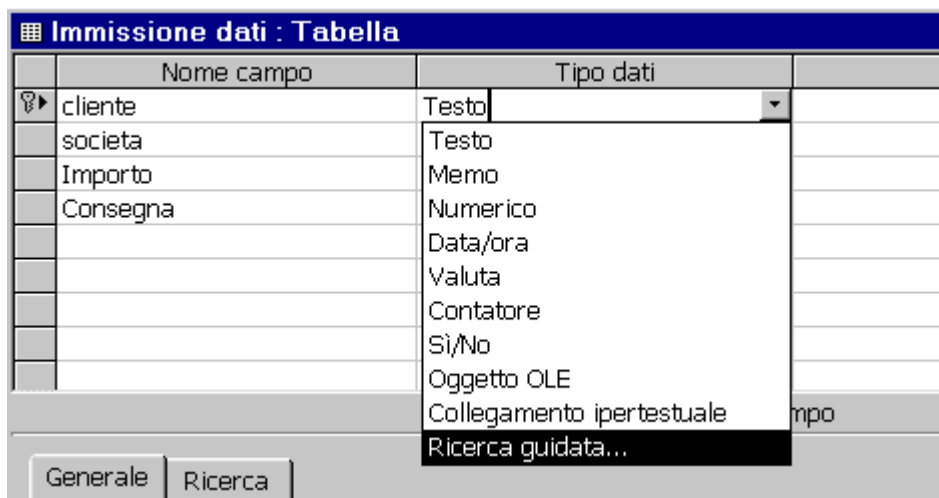 Immissione dati : Tabella
Nome campo Tipo dati
cliente Testo
societa Testo
Importo Memo
Consegna Numerico
Data/ora
Valuta
Contatore
Sì/No
Oggetto OLE
Collegamento ipertestuale mpo
Ricerca guidata...
Generale Ricerca